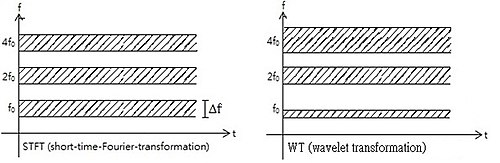 f
4f₀
2f₀
f₀
Δf
t
STFT (short-time-Fourier-transformation)
f
4f₀
2f₀
f₀
t
WT (wavelet transformation)